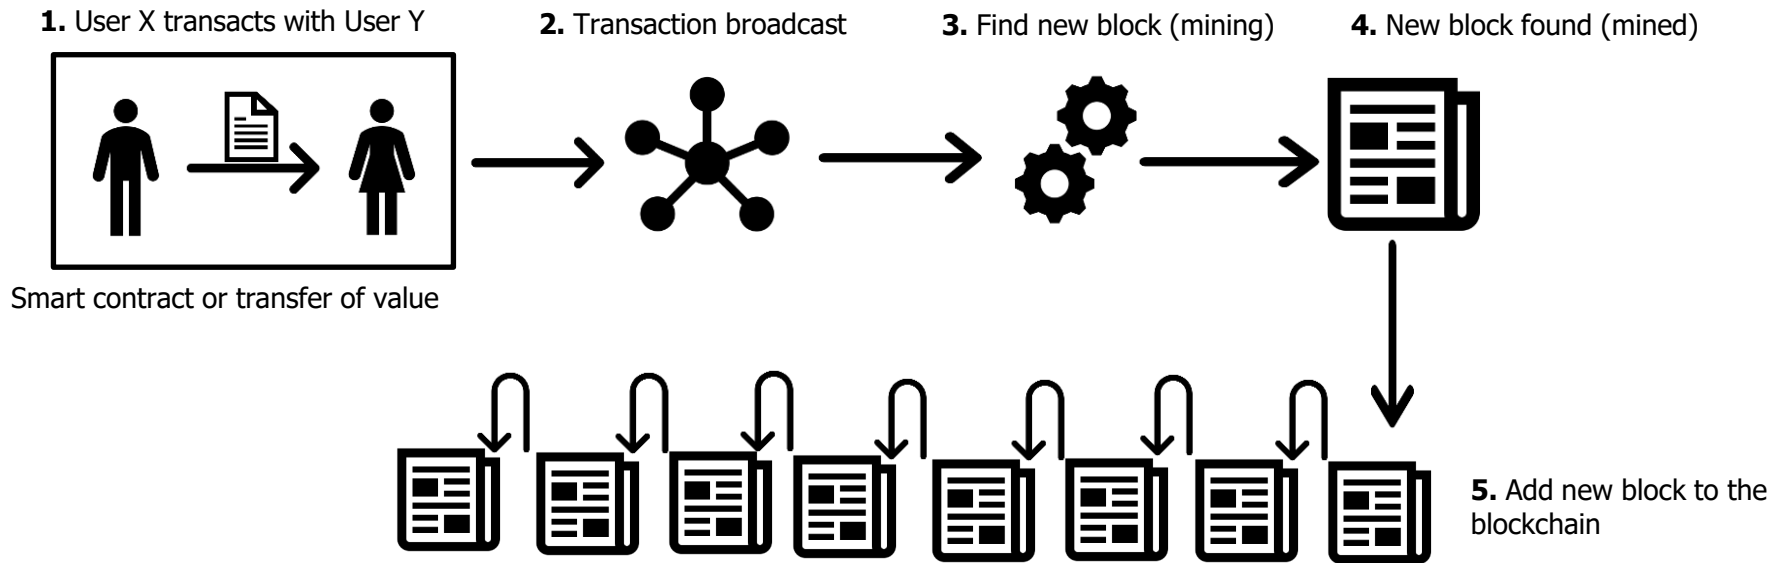 1. User X transacts with User Y
2. Transaction broadcast
3. Find new block (mining)
4. New block found (mined)
Smart contract or transfer of value
5. Add new block to the
blockchain